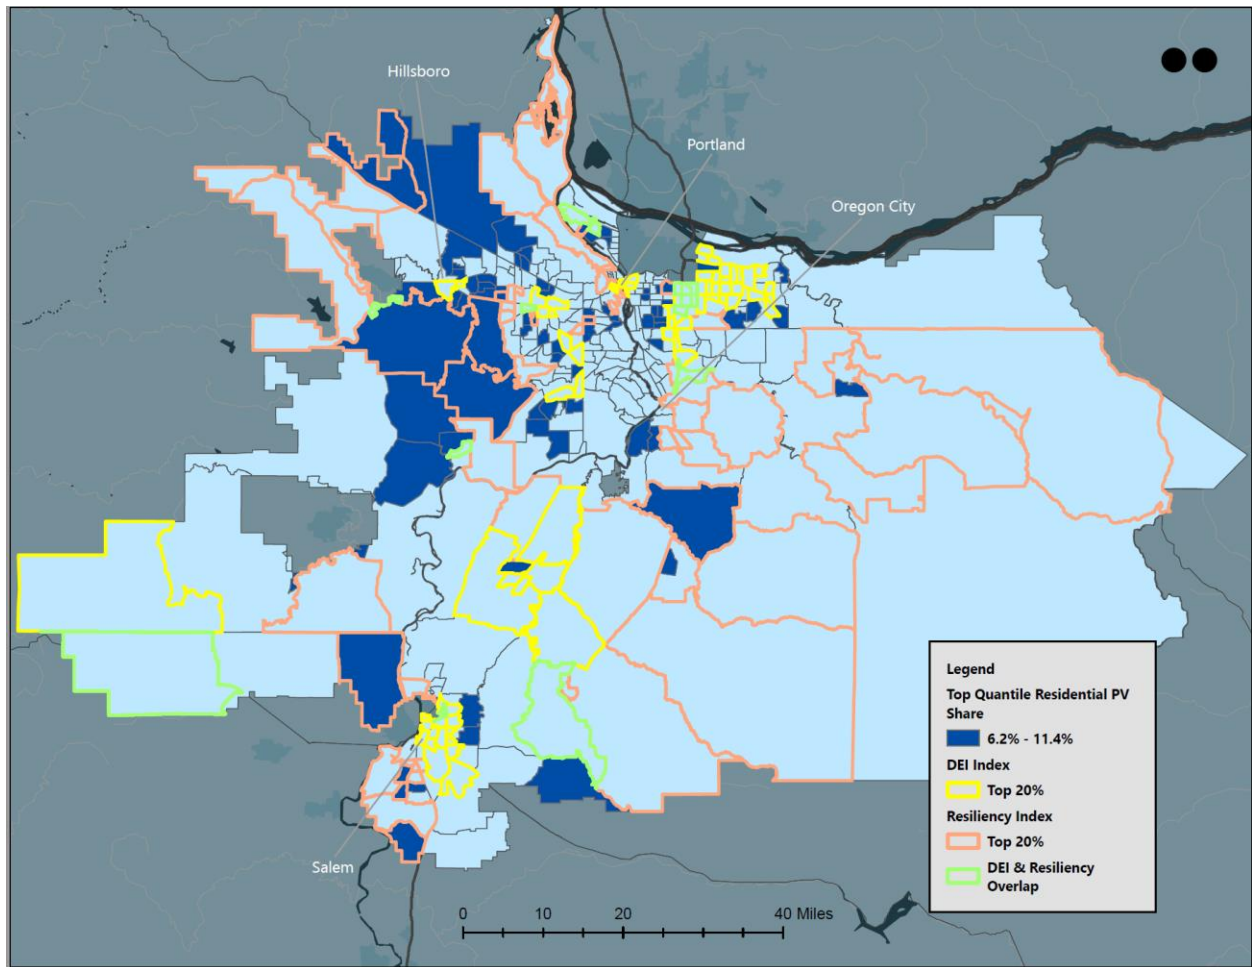 Hillsboro
Portland
Oregon City
Salem
Legend
Top Quantile Residential PV
Share
6.2% - 11.4%
DEI Index
Top 20%
Resiliency Index
Top 20%
DEI & Resiliency
Overlap
0 10 20 40 Miles